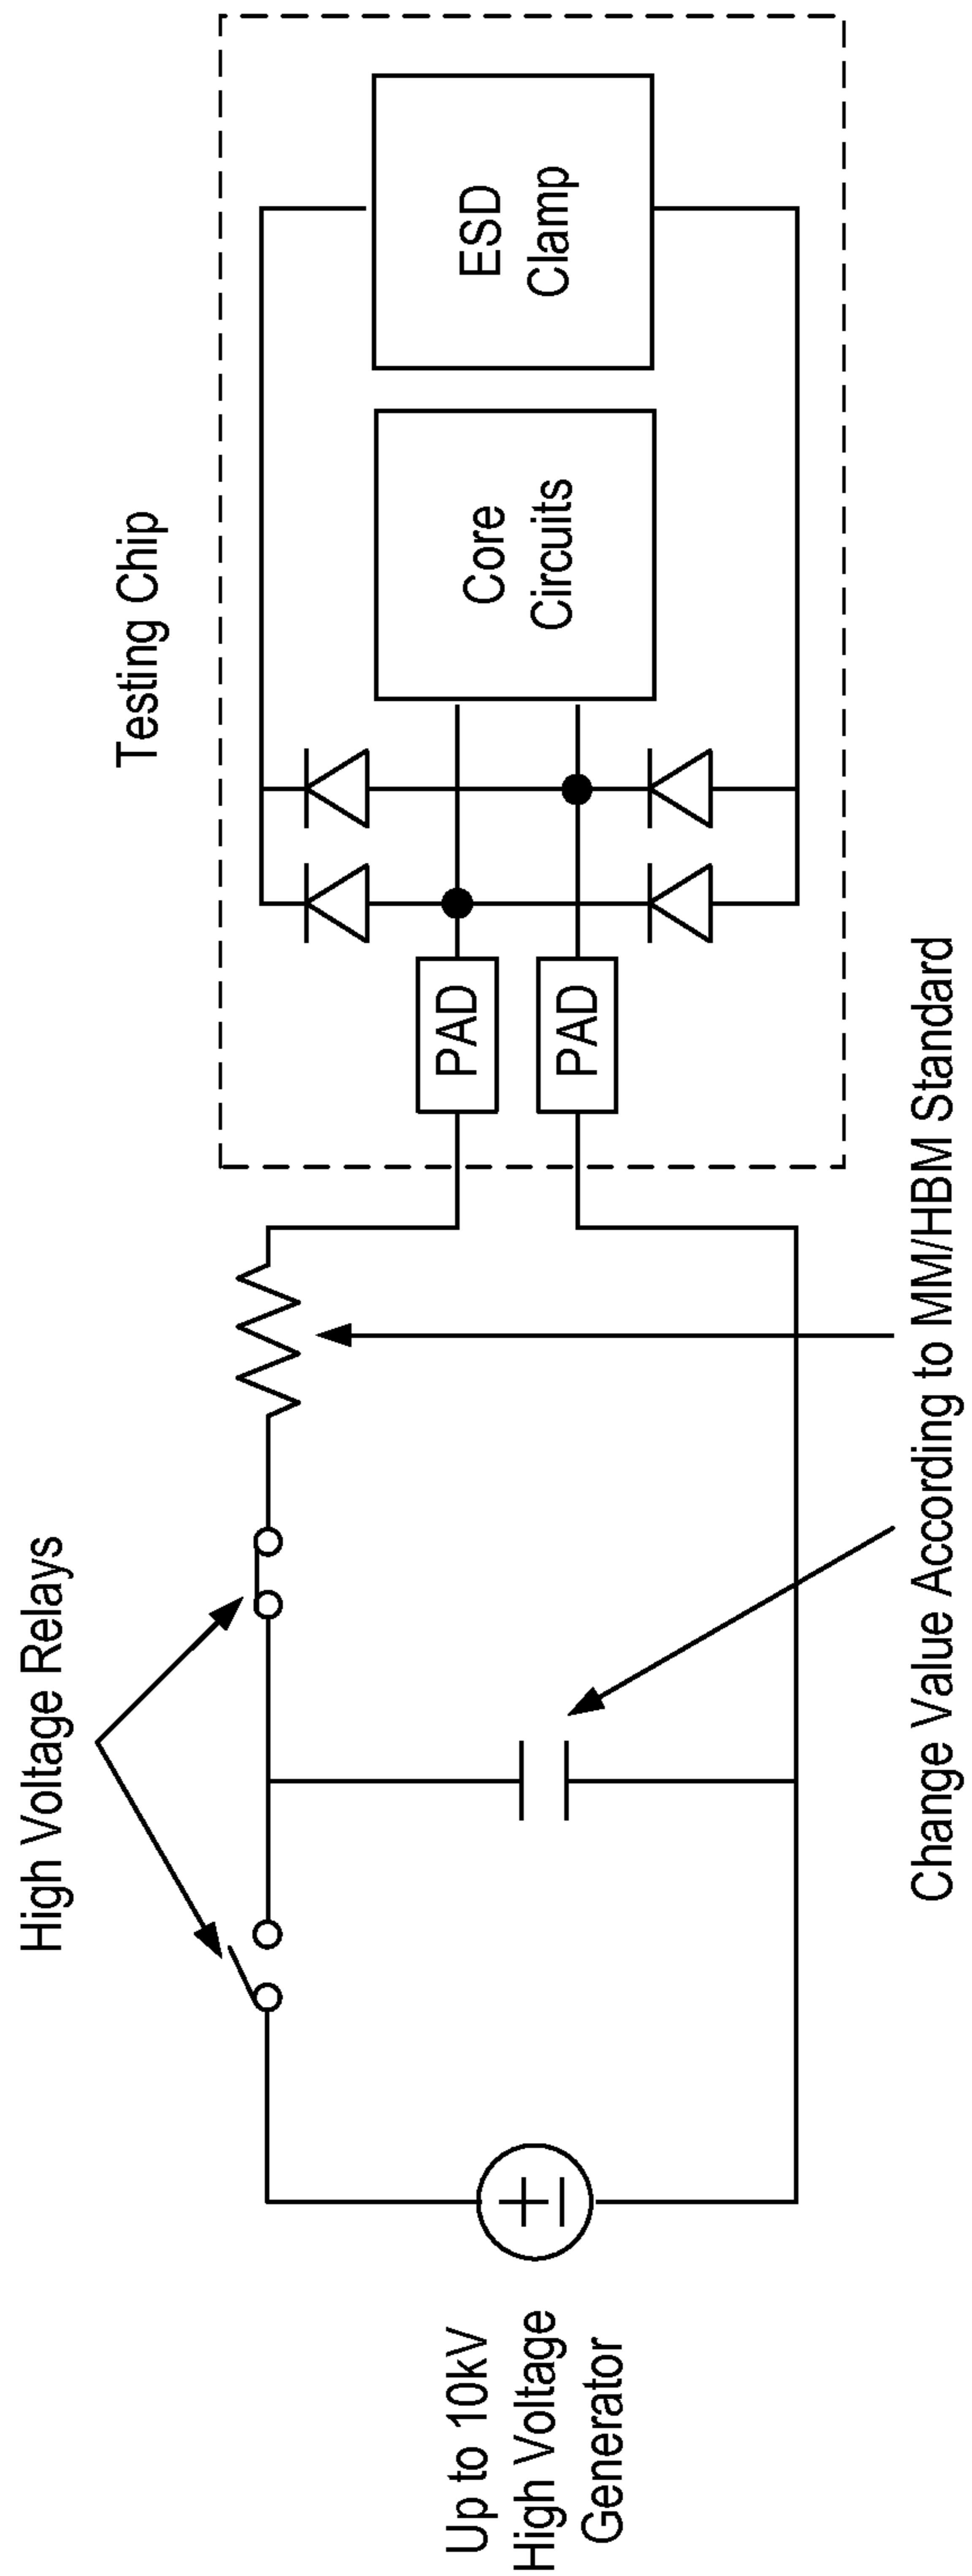 Up to 10kV
High Voltage
Generator
High Voltage Relays
Change Value According to MM/HBM Standard
Testing Chip
PAD
PAD
Core
Circuits
ESD
Clamp